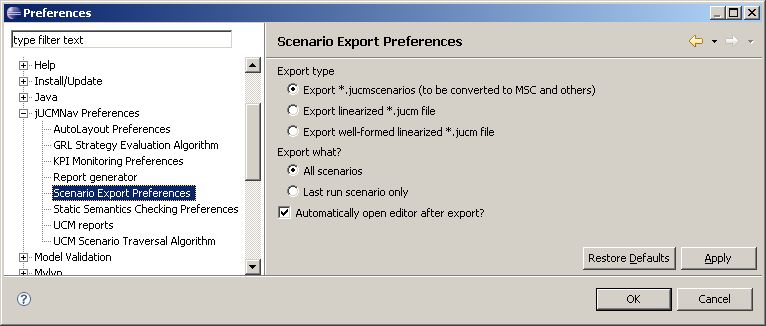 Preferences
type filter text
Help
Install/Update
Java
jUCMNav Preferences
AutoLayout Preferences
GRL Strategy Evaluation Algorithm
KPI Monitoring Preferences
Report generator
Scenario Export Preferences
Static Semantics Checking Preferences
UCM reports
UCM Scenario Traversal Algorithm
Model Validation
Mylyn
Scenario Export Preferences
Export type
Export *.jucmscenarios (to be converted to MSC and others)
Export linearized *.jucm file
Export well-formed linearized *.jucm file
Export what?
All scenarios
Last run scenario only
Automatically open editor after export?
Restore Defaults
Apply
?
OK
Cancel